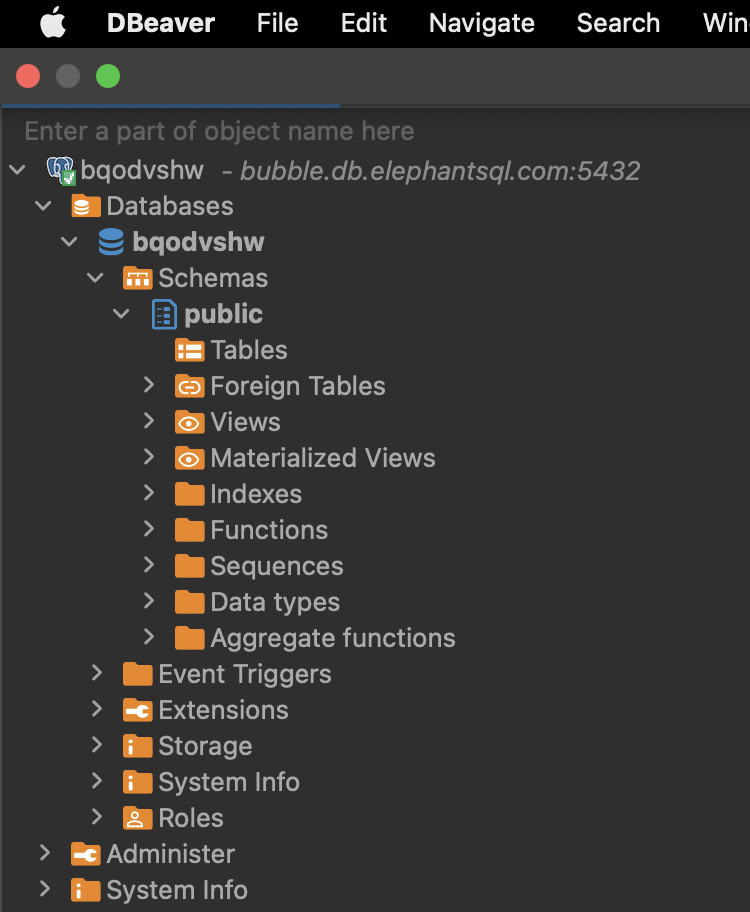 DBeaver File Edit Navigate Search Win
Enter a part of object name here
bqodvshw - bubble.db.elephantsql.com:5432
Databases
bqodvshw
Schemas
public
Tables
Foreign Tables
Views
Materialized Views
Indexes
Functions
Sequences
Data types
Aggregate functions
Event Triggers
Extensions
Storage
System Info
Roles
Administer
System Info